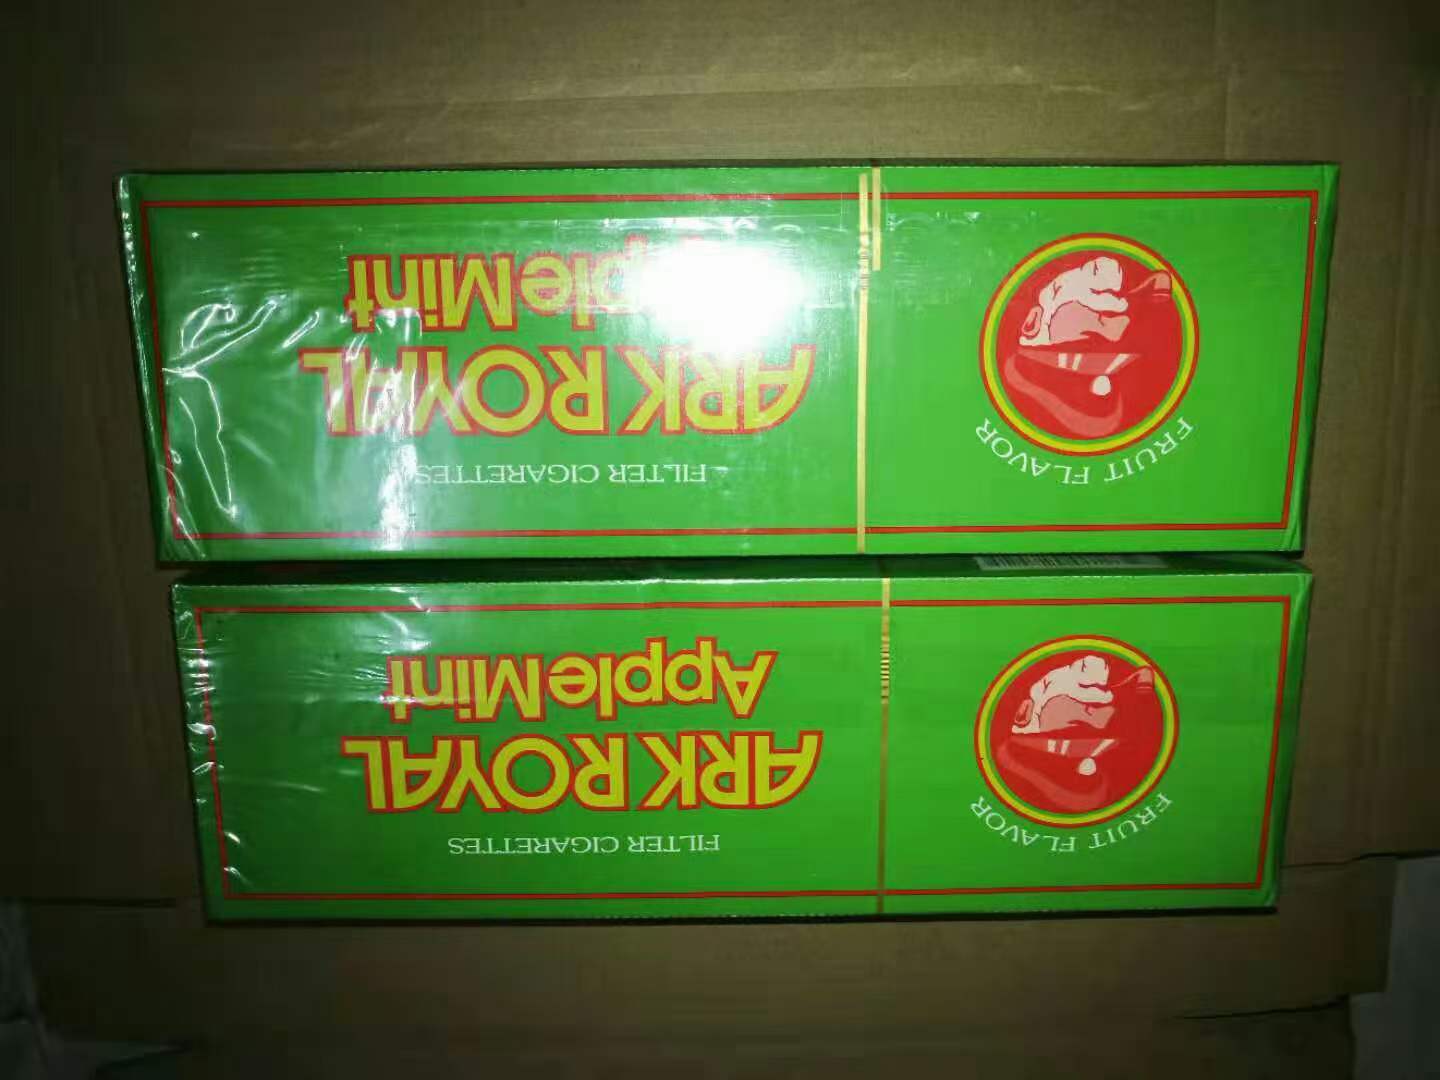 FILTER CIGARETTES
ARK ROYAL
Apple Mint
FRUIT FLAVOR
FILTER CIGARETTES
ARK ROYAL
Apple Mint
FRUIT FLAVOR